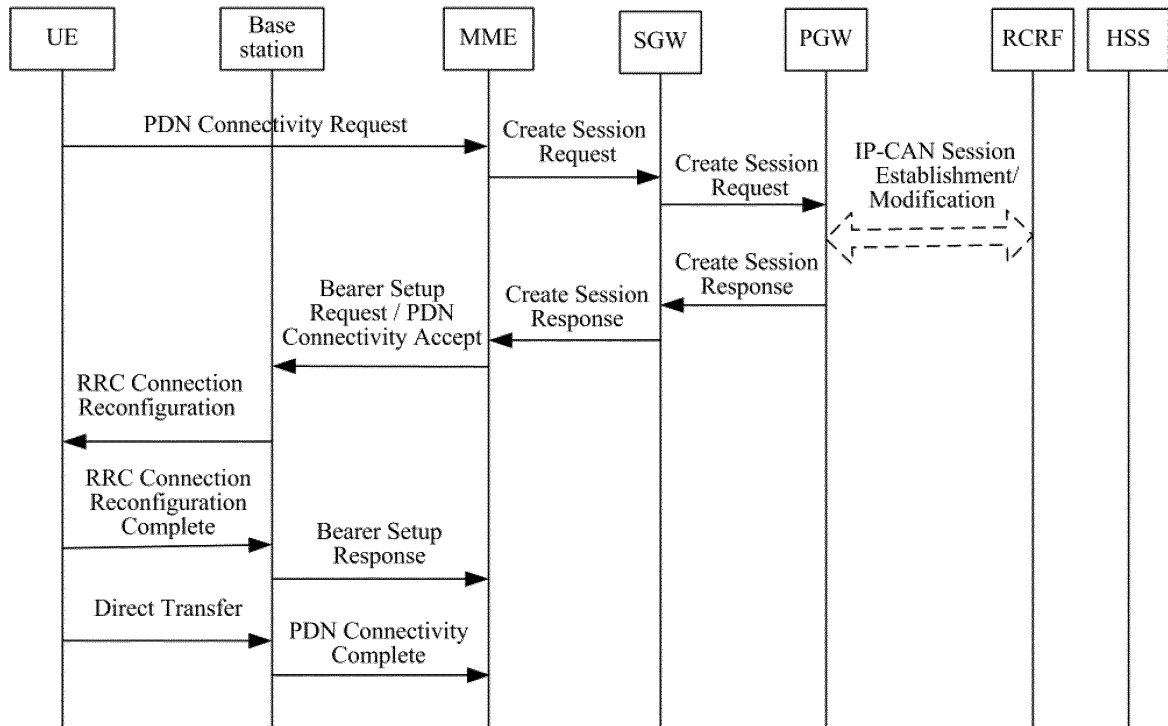 UE
Base
station
MME
SGW
PGW
RCRF
HSS
PDN Connectivity Request
Create Session
Request
Create Session
Request
IP-CAN Session
Establishment/
Modification
Create Session
Response
Create Session
Response
Bearer Setup
Request / PDN
Connectivity Accept
RRC Connection
Reconfiguration
RRC Connection
Reconfiguration
Complete
Bearer Setup
Response
Direct Transfer
PDN Connectivity
Complete